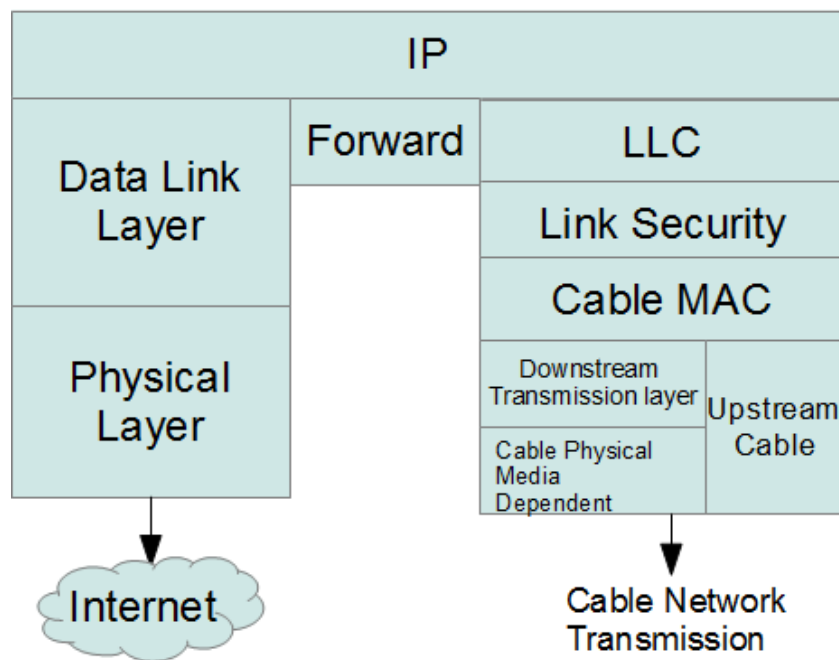 IP
Data Link
Layer
Forward
LLC
Link Security
Cable MAC
Physical
Layer
Downstream
Transmission layer
Upstream
Cable
Cable Physical
Media
Dependent
Internet
Cable Network
Transmission